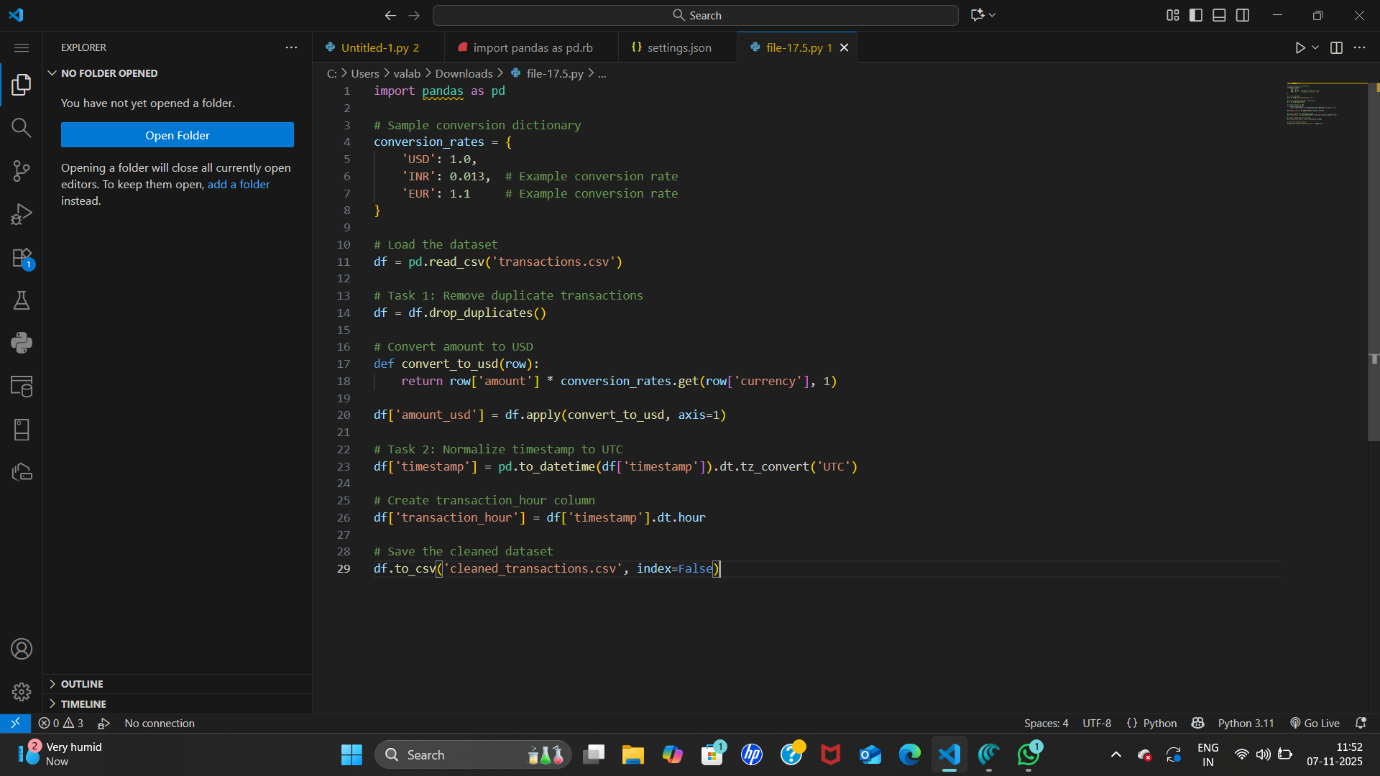 Search
EXPLORER
Untitled-1.py 2
import pandas as pd.rb
settings.json
file-17.5.py 1
NO FOLDER OPENED
You have not yet opened a folder.
Open Folder
Opening a folder will close all currently open
editors. To keep them open, add a folder
instead.
OUTLINE
TIMELINE
C: > Users > valab > Downloads > file-17.5.py > ...
1 import pandas as pd
2
3 # Sample conversion dictionary
4 conversion_rates = {
5     'USD': 1.0,
6     'INR': 0.013,  # Example conversion rate
7     'EUR': 1.1     # Example conversion rate
8 }
9
10 # Load the dataset
11 df = pd.read_csv('transactions.csv')
12
13 # Task 1: Remove duplicate transactions
14 df = df.drop_duplicates()
15
16 # Convert amount to USD
17 def convert_to_usd(row):
18     return row['amount'] * conversion_rates.get(row['currency'], 1)
19
20 df['amount_usd'] = df.apply(convert_to_usd, axis=1)
21
22 # Task 2: Normalize timestamp to UTC
23 df['timestamp'] = pd.to_datetime(df['timestamp']).dt.tz_convert('UTC')
24
25 # Create transaction_hour column
26 df['transaction_hour'] = df['timestamp'].dt.hour
27
28 # Save the cleaned dataset
29 df.to_csv('cleaned_transactions.csv', index=False)
1
0 3
No connection
Spaces: 4
UTF-8
{} Python
Python 3.11
Go Live
2
Very humid
Now
Search
1
hp
1
ENG
IN
11:52
07-11-2025